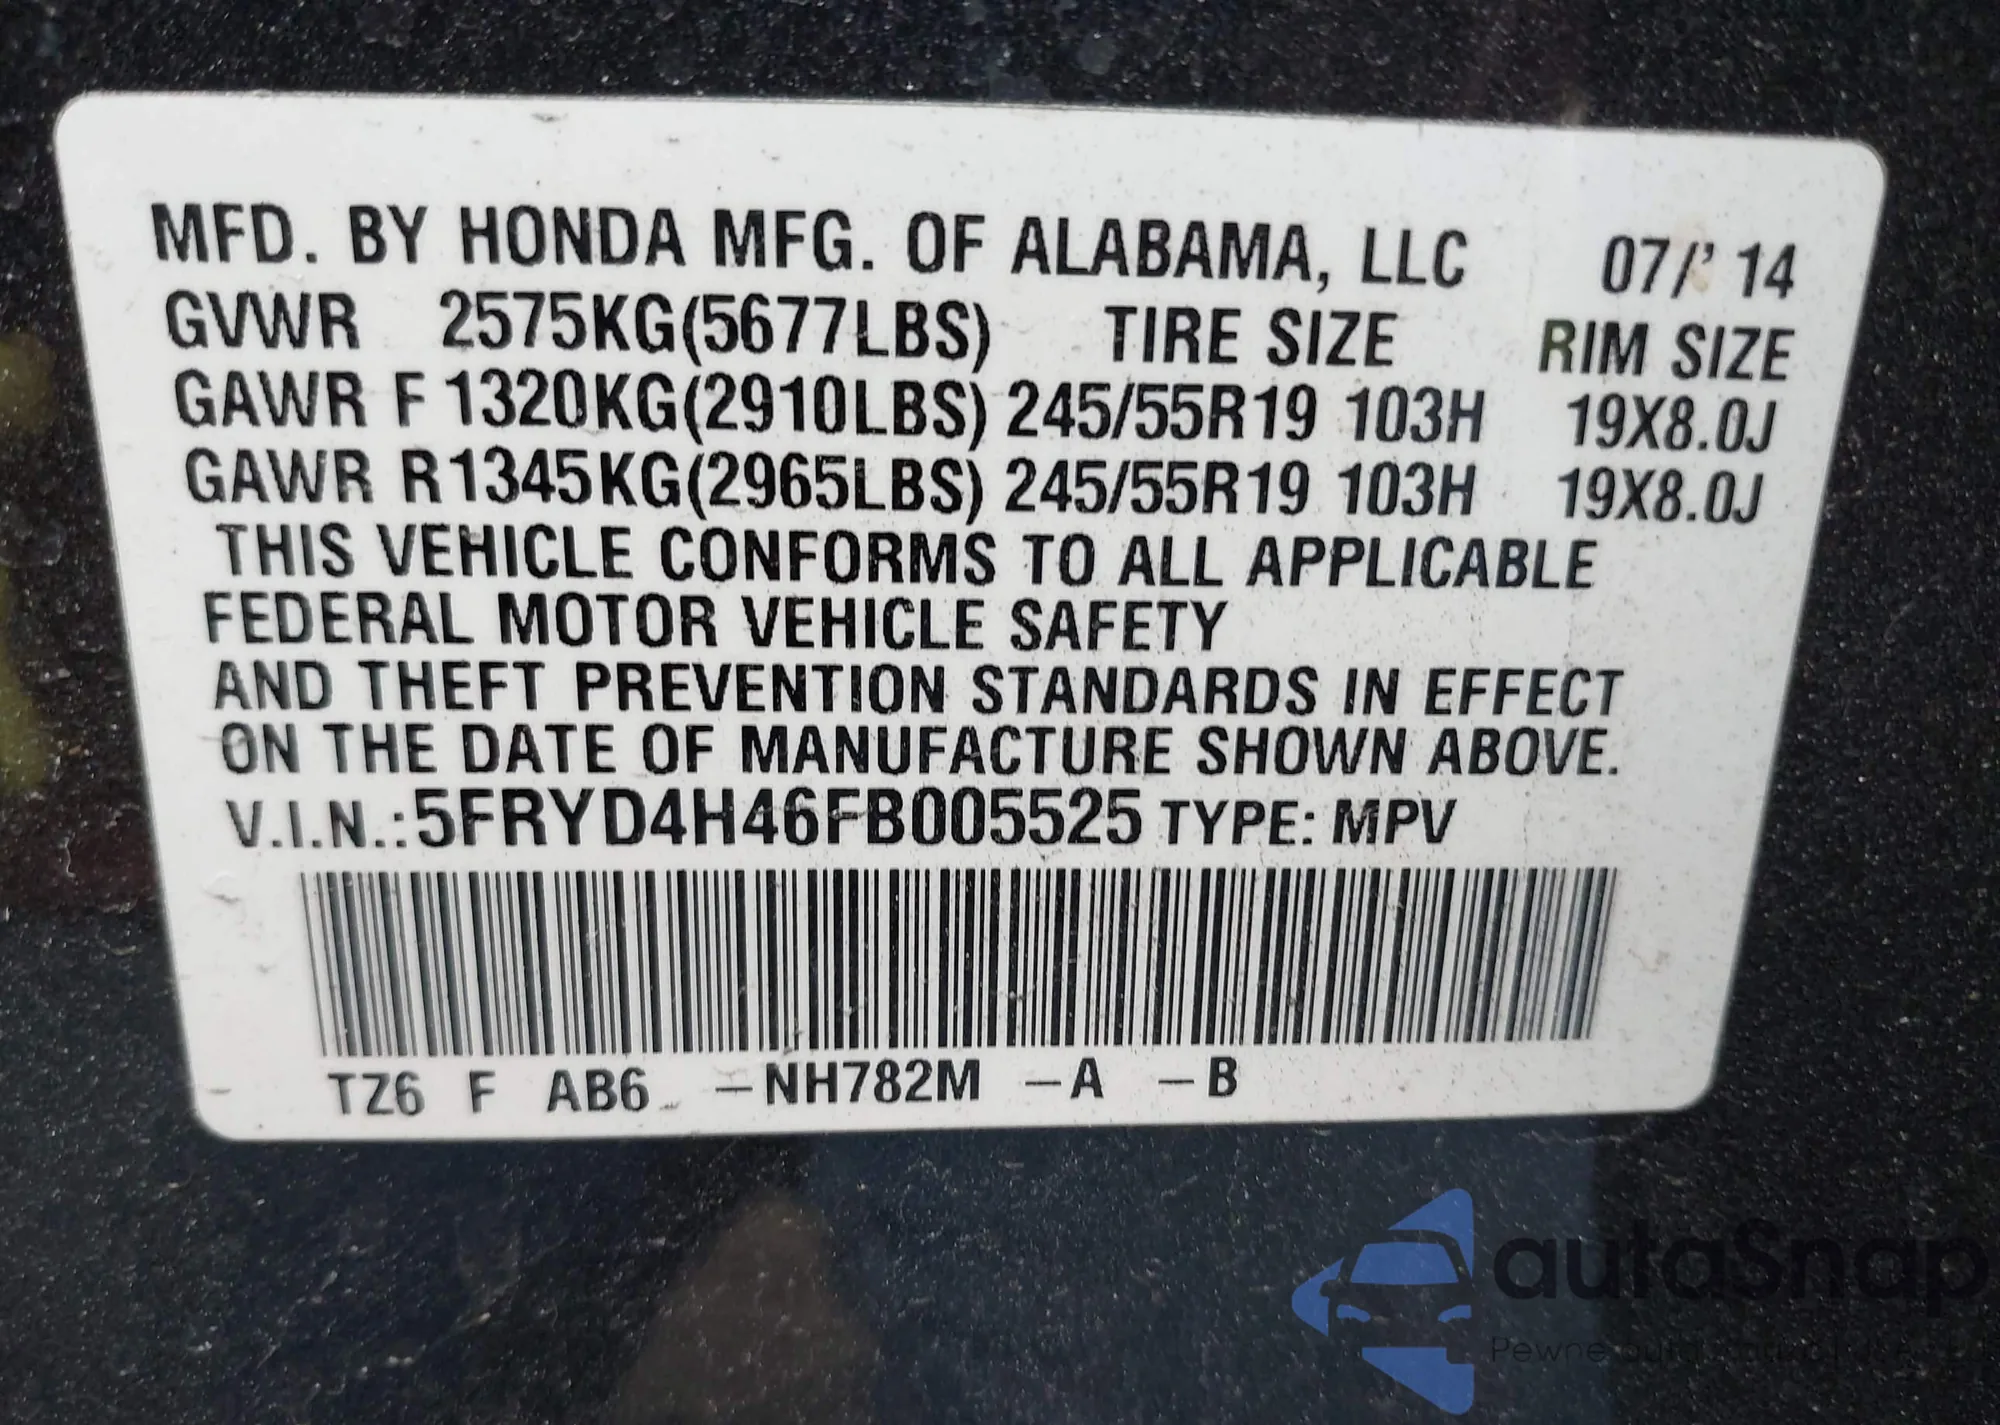 MFD. BY HONDA MFG. OF ALABAMA, LLC 07/' 14
GVWR 2575KG(5677LBS) TIRE SIZE RIM SIZE
GAWR F 1320KG(2910LBS) 245/55R19 103H 19X8.0J
GAWR R1345KG(2965LBS) 245/55R19 103H 19X8.0J
THIS VEHICLE CONFORMS TO ALL APPLICABLE
FEDERAL MOTOR VEHICLE SAFETY
AND THEFT PREVENTION STANDARDS IN EFFECT
ON THE DATE OF MANUFACTURE SHOWN ABOVE.
V.I.N.:5FRYD4H46FB005525 TYPE: MPV
TZ6 F AB6 -NH782M -A -B
autaSnap
Pewne auta